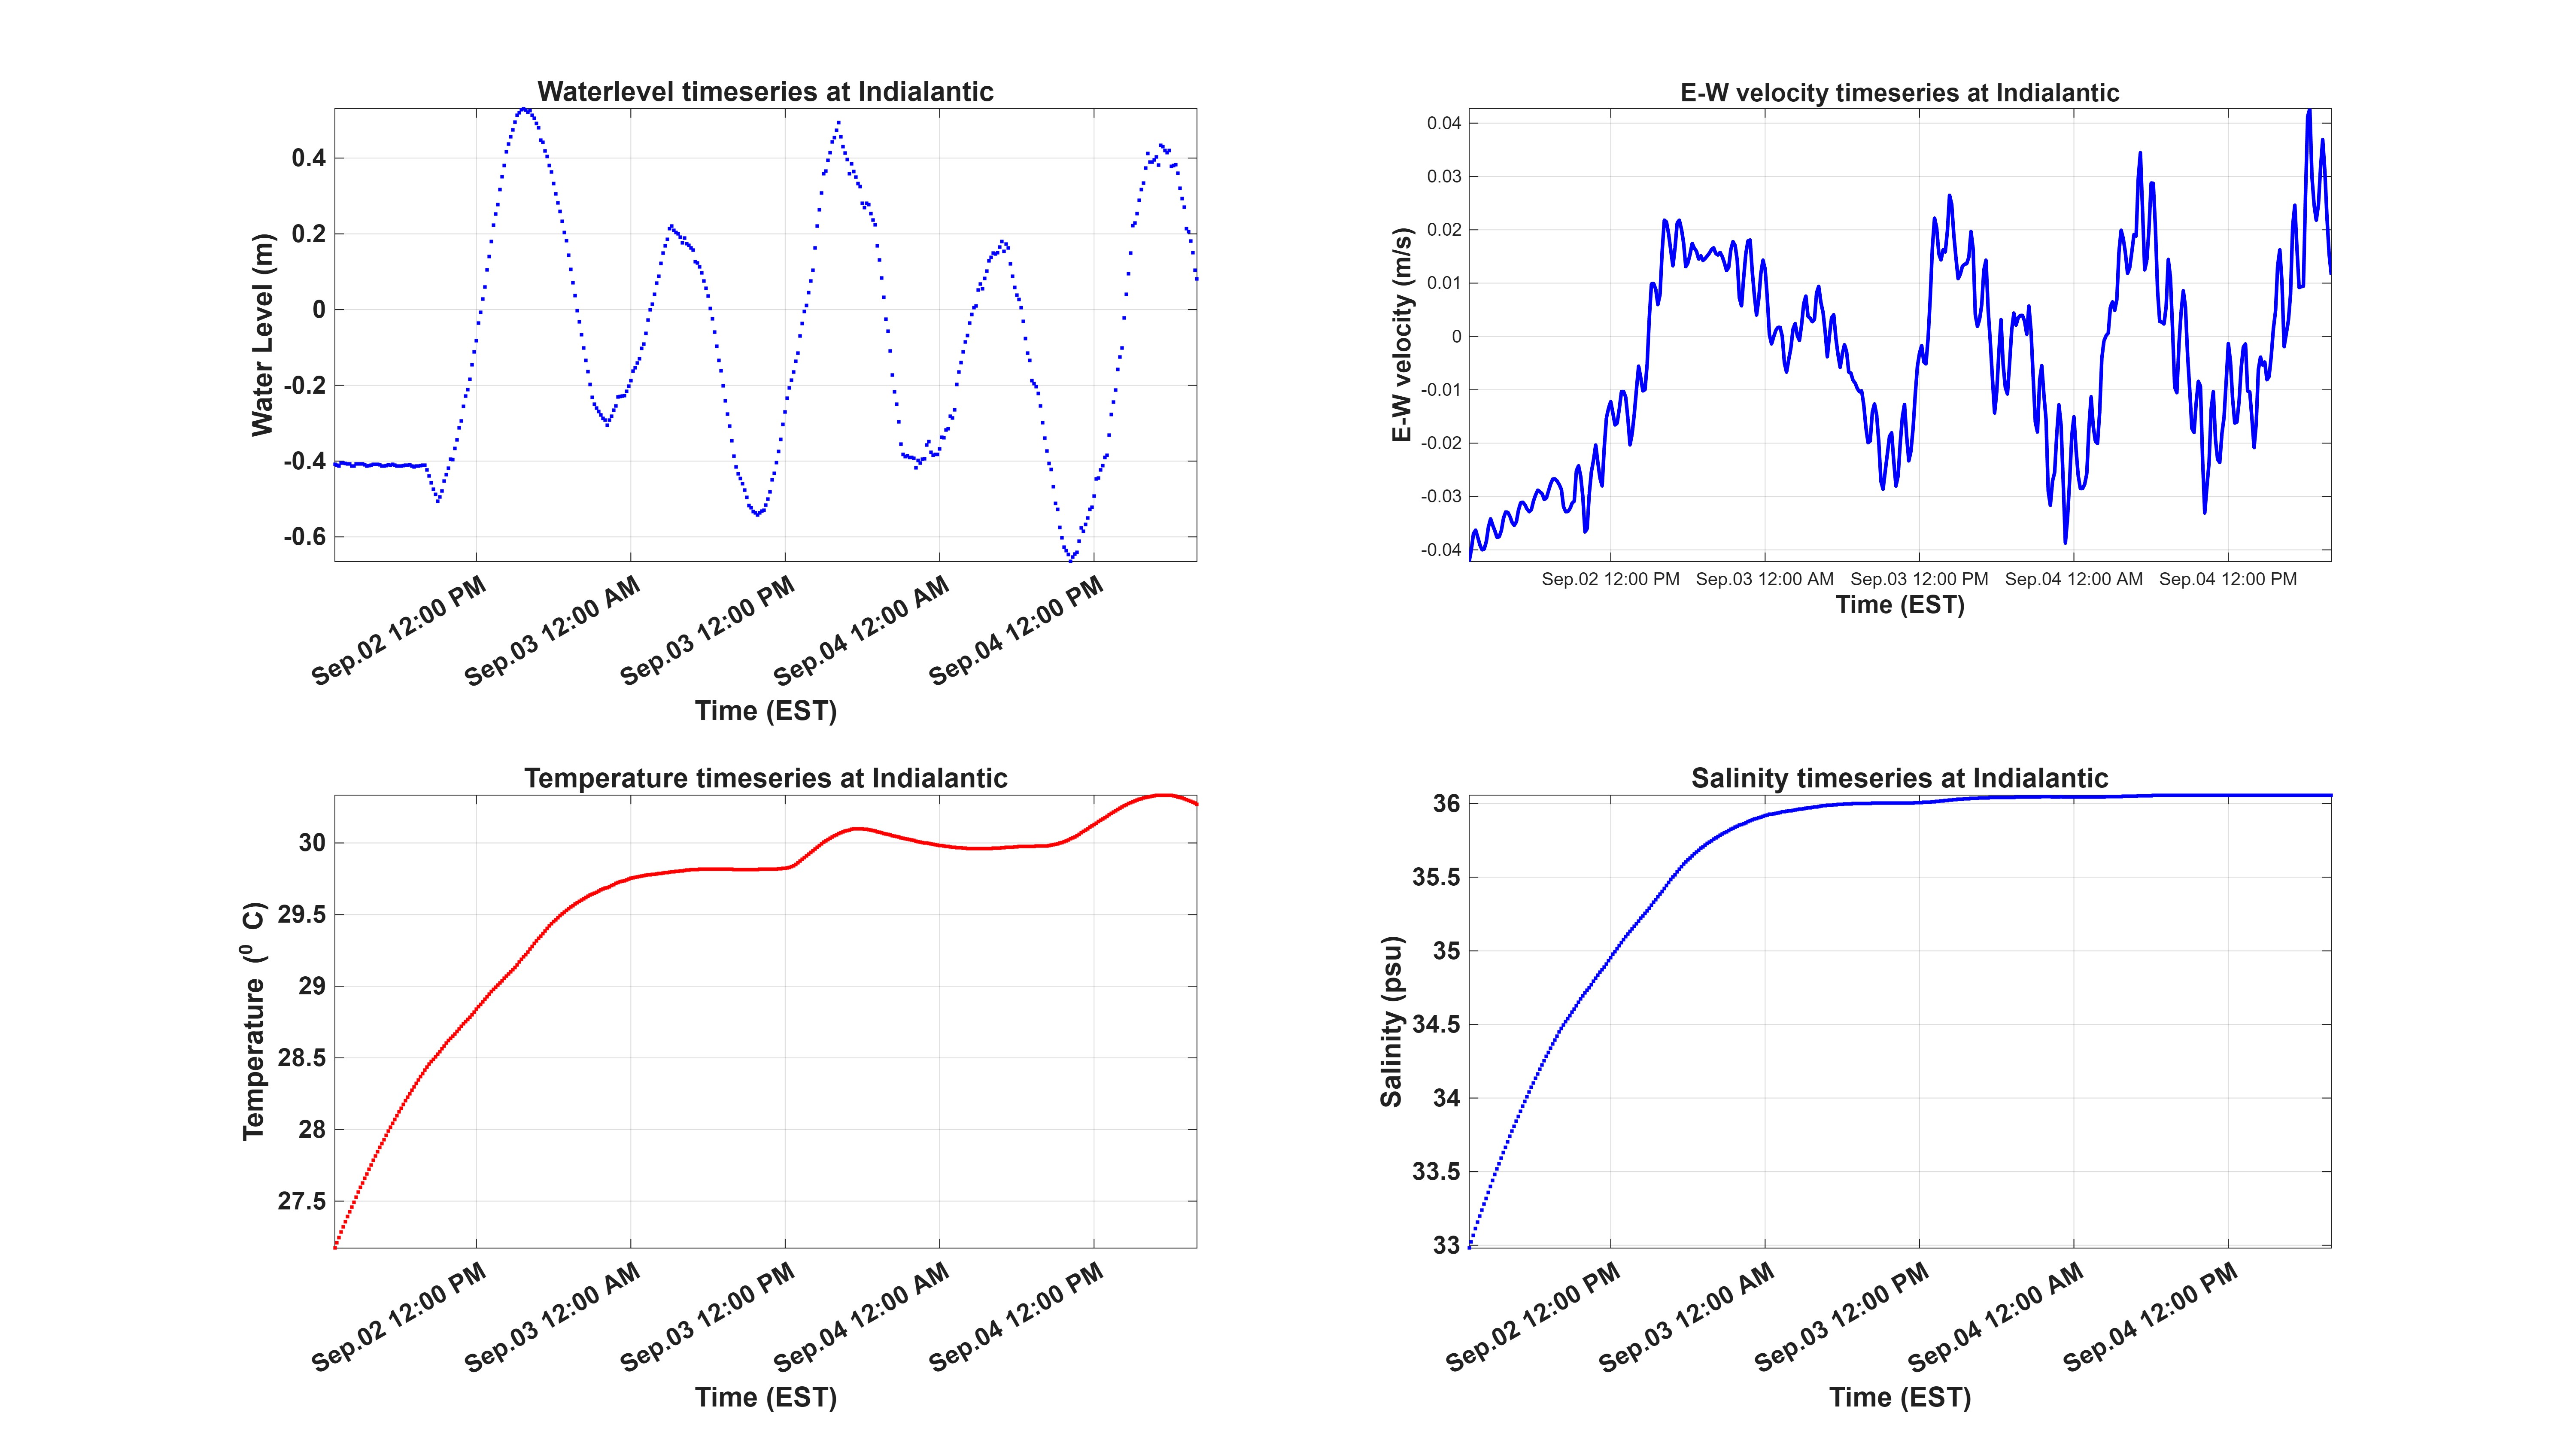 Waterlevel timeseries at Indialantic
Water Level (m)
0.4
0.2
0
-0.2
-0.4
-0.6
Sep.02 12:00 PM
Sep.03 12:00 AM
Sep.03 12:00 PM
Sep.04 12:00 AM
Sep.04 12:00 PM
Time (EST)
E-W velocity timeseries at Indialantic
E-W velocity (m/s)
0.04
0.03
0.02
0.01
0
-0.01
-0.02
-0.03
-0.04
Sep.02 12:00 PM Sep.03 12:00 AM Sep.03 12:00 PM Sep.04 12:00 AM Sep.04 12:00 PM
Time (EST)
Temperature timeseries at Indialantic
Temperature (⁰ C)
30
29.5
29
28.5
28
27.5
Sep.02 12:00 PM
Sep.03 12:00 AM
Sep.03 12:00 PM
Sep.04 12:00 AM
Sep.04 12:00 PM
Time (EST)
Salinity timeseries at Indialantic
Salinity (psu)
36
35.5
35
34.5
34
33.5
33
Sep.02 12:00 PM
Sep.03 12:00 AM
Sep.03 12:00 PM
Sep.04 12:00 AM
Sep.04 12:00 PM
Time (EST)